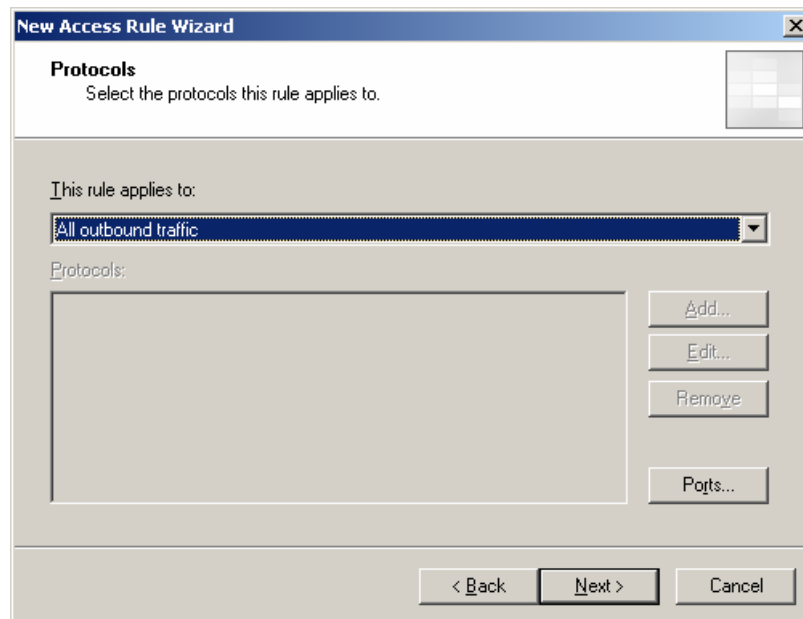 New Access Rule Wizard
Protocols
Select the protocols this rule applies to.
This rule applies to:
All outbound traffic
Protocols:
Add...
Edit...
Remove
Ports...
< Back
Next >
Cancel